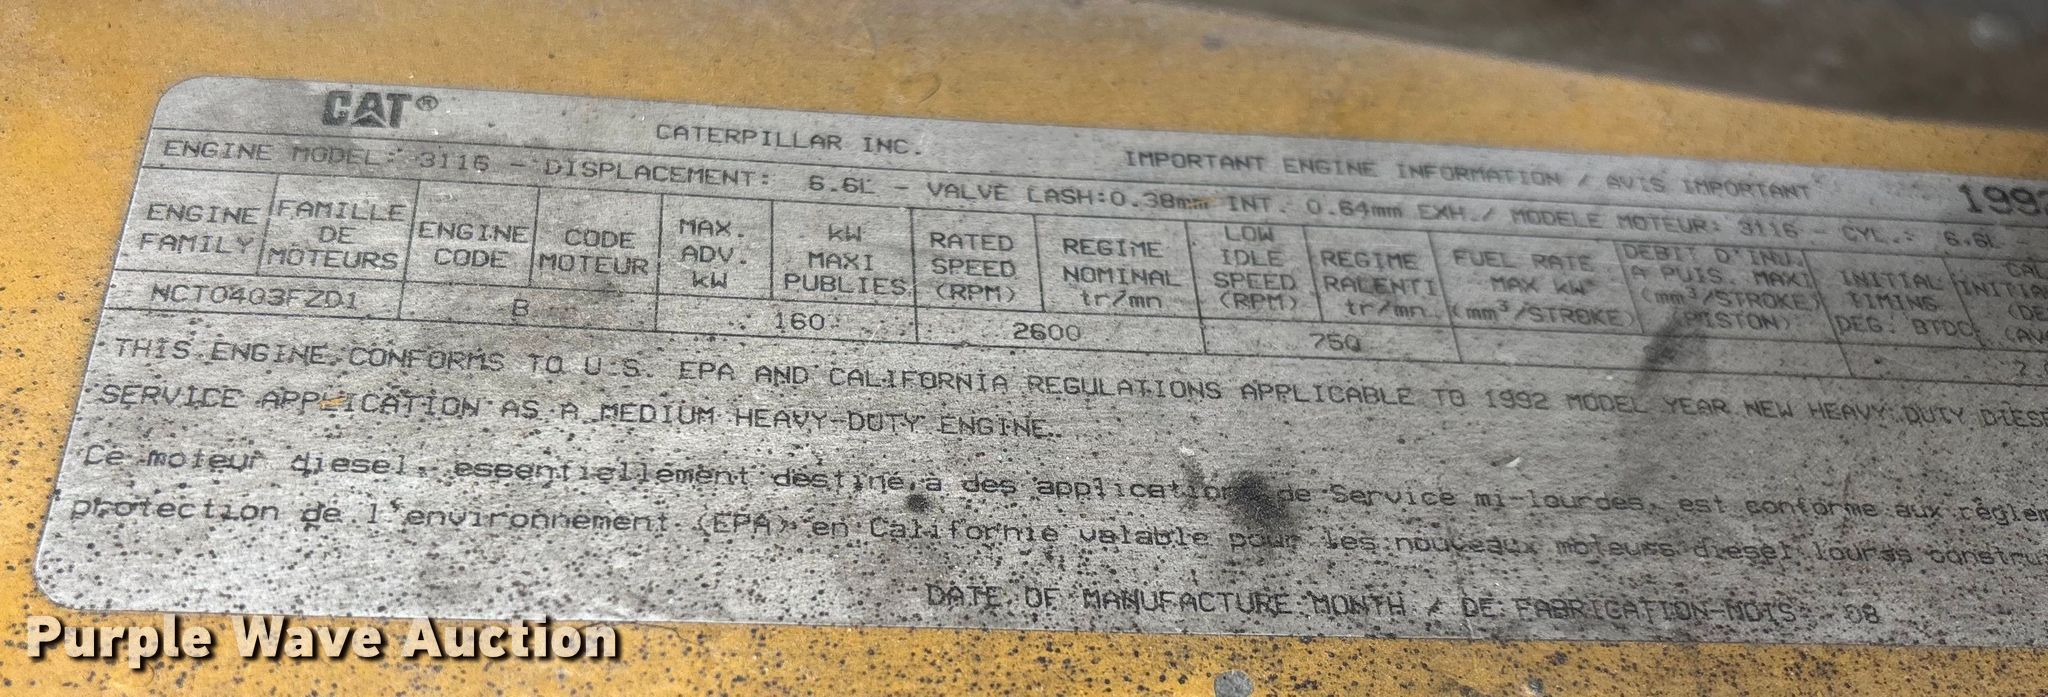 CAT®
CATERPILLAR INC.
IMPORTANT ENGINE INFORMATION / AVIS IMPORTANT
1992
ENGINE MODEL: 3116 - DISPLACEMENT: 6.6L - VALVE LASH:0.38mm INT. 0.64mm EXH./ MODELE MOTEUR: 3116 - CYL.: 6.6L -
ENGINE FAMILY
FAMILLE DE MOTEURS
ENGINE CODE
CODE MOTEUR
MAX. ADV. kW
kW MAXI PUBLIES
RATED SPEED (RPM)
REGIME NOMINAL tr/mn
LOW IDLE SPEED (RPM)
REGIME RALENTI tr/mn
FUEL RATE MAX kW (mm³/STROKE)
DEBIT D'INJ. A PUIS. MAXI (mm³/STROKE) (PISTON)
INITIAL TIMING DEG. BTDC
NCT0403FZD1
8
160
2600
750
THIS ENGINE CONFORMS TO U.S. EPA AND CALIFORNIA REGULATIONS APPLICABLE TO 1992 MODEL YEAR NEW HEAVY DUTY
SERVICE APPLICATION AS A MEDIUM HEAVY-DUTY ENGINE.
Ce moteur diesel, essentiellement destiné à des application de Service mi-lourdes, est conforme aux
protection de l'environnement (EPA) en Californie valable pour les nouveaux moteurs diesel lourds
DATE OF MANUFACTURE-MONTH / DE FABRICATION-MOIS: 08
Purple Wave Auction